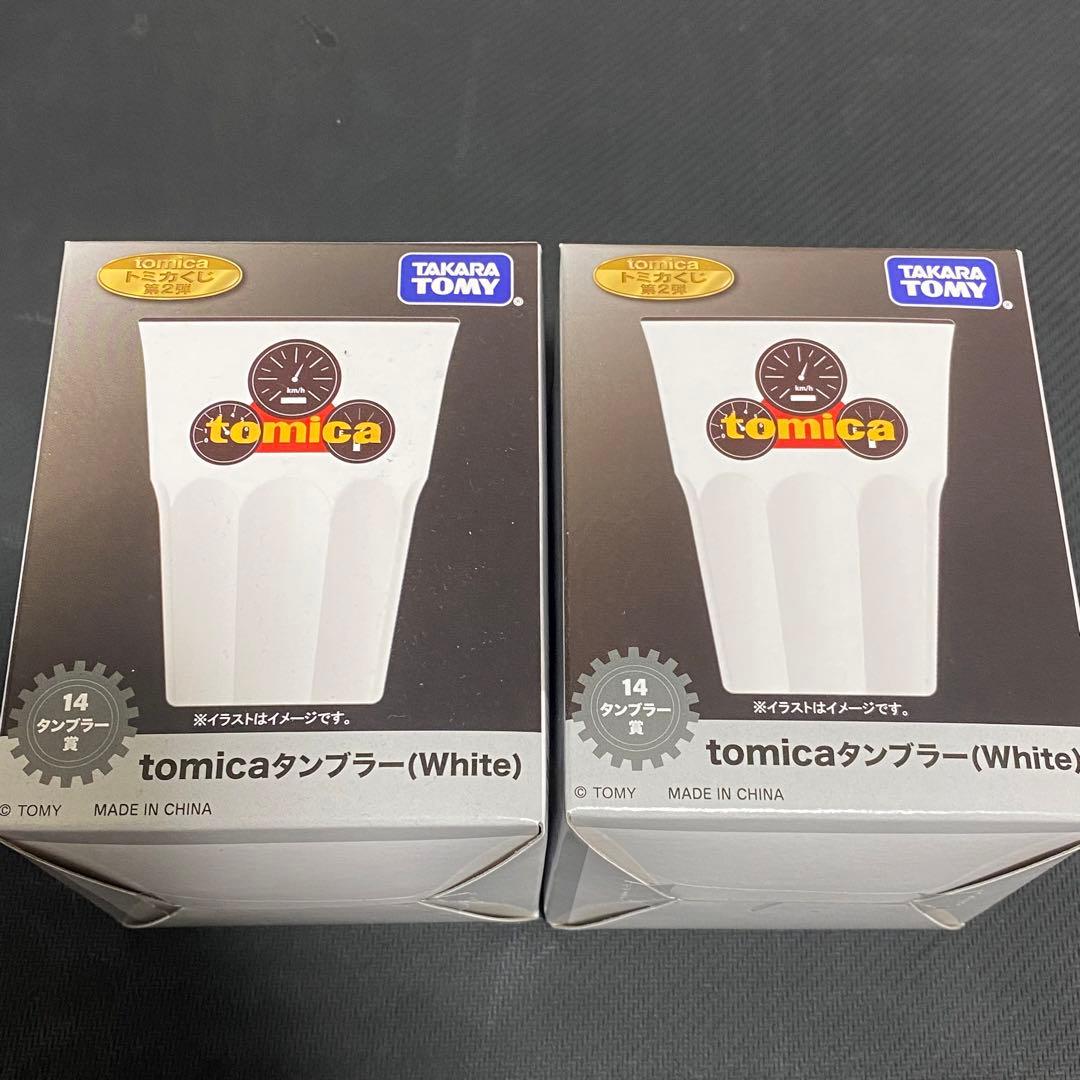 tomica
トミカくじ
第2弾
TAKARA
TOMY
®
km/h
tomica
14
タンブラー
賞
※イラストはイメージです。
tomicaタンブラー(White)
© TOMY MADE IN CHINA
tomica
トミカくじ
第2弾
TAKARA
TOMY
®
km/h
tomica
14
タンブラー
賞
※イラストはイメージです。
tomicaタンブラー(White)
© TOMY MADE IN CHINA